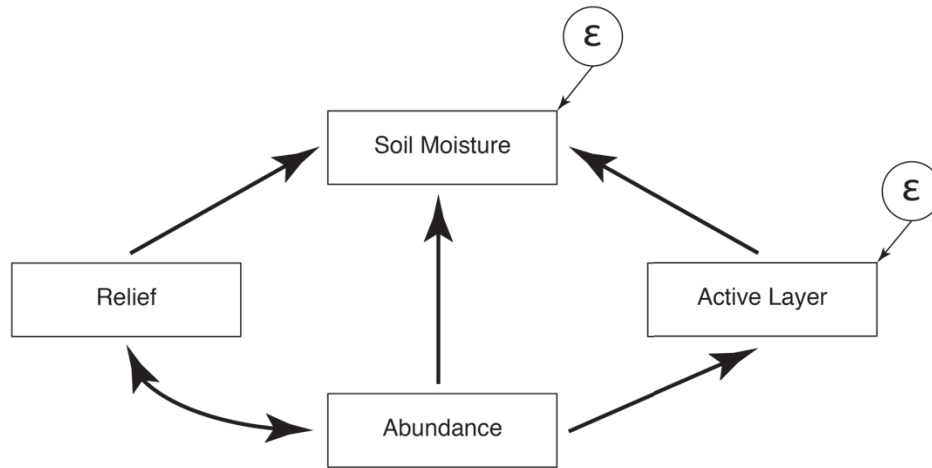 ε
Soil Moisture
ε
Relief
Active Layer
Abundance